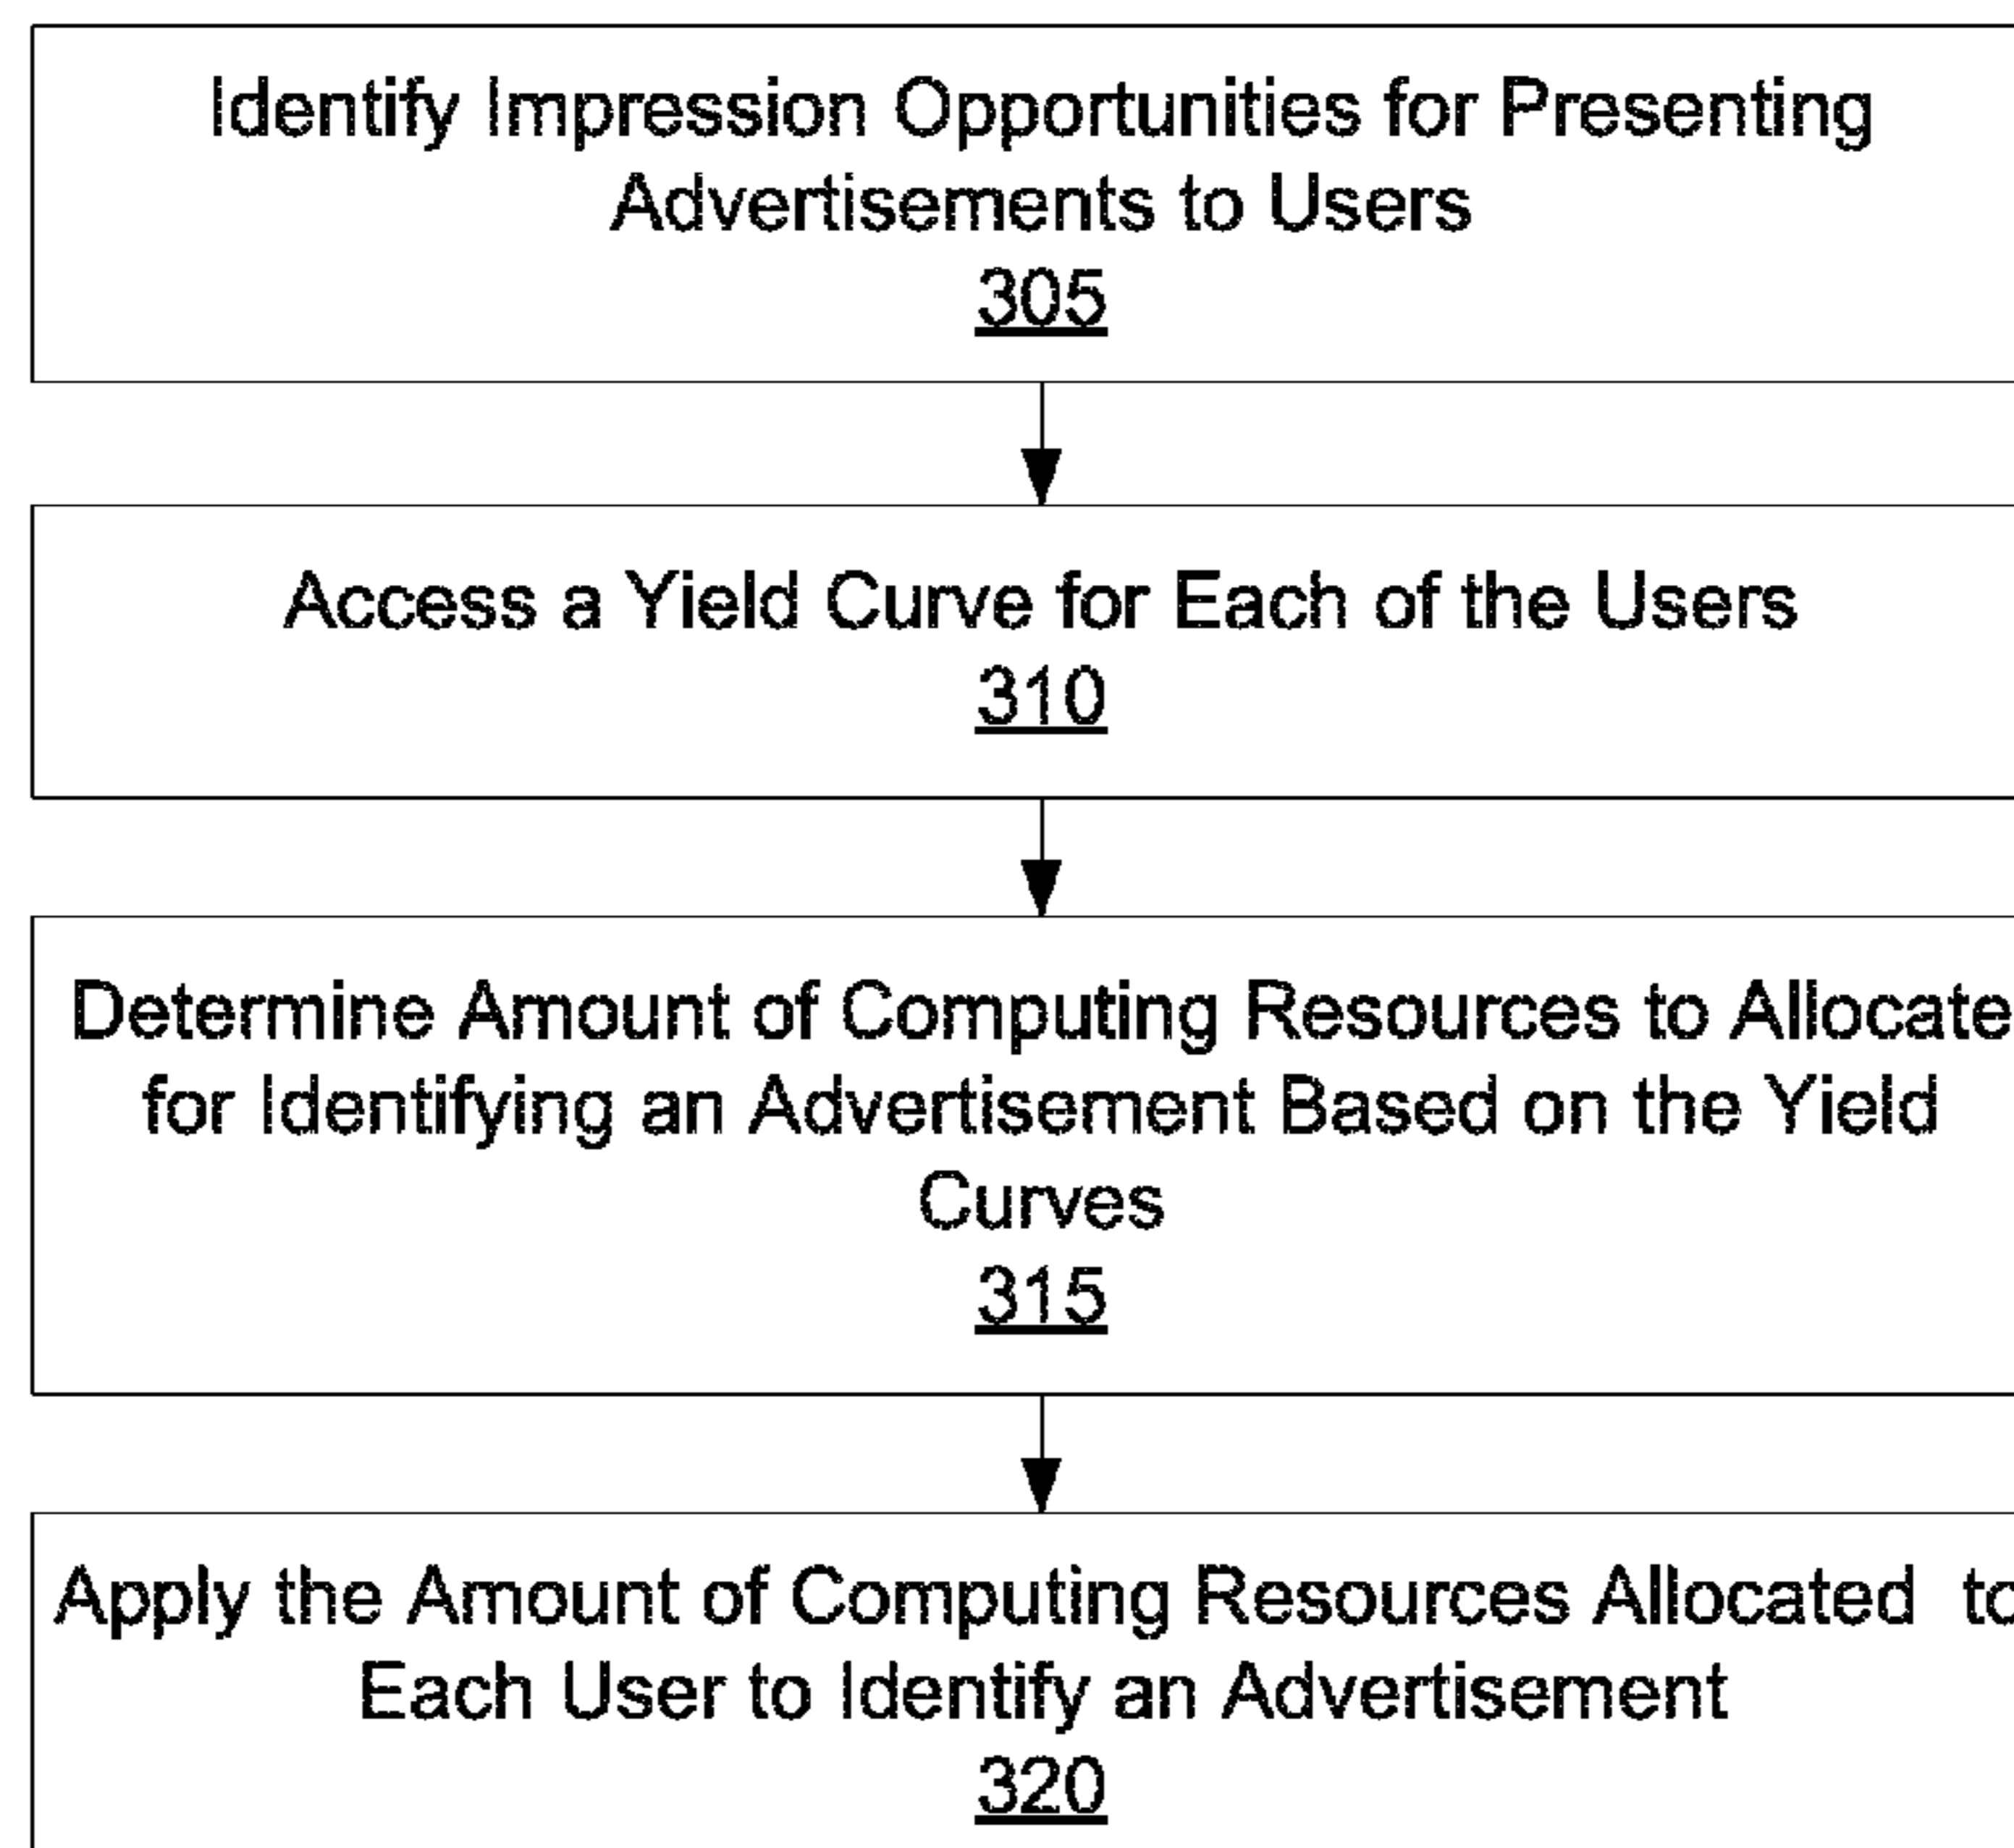 Identify Impression Opportunities for Presenting
Advertisements to Users
305
Access a Yield Curve for Each of the Users
310
Determine Amount of Computing Resources to Allocate
for Identifying an Advertisement Based on the Yield
Curves
315
Apply the Amount of Computing Resources Allocated to
Each User to Identify an Advertisement
320